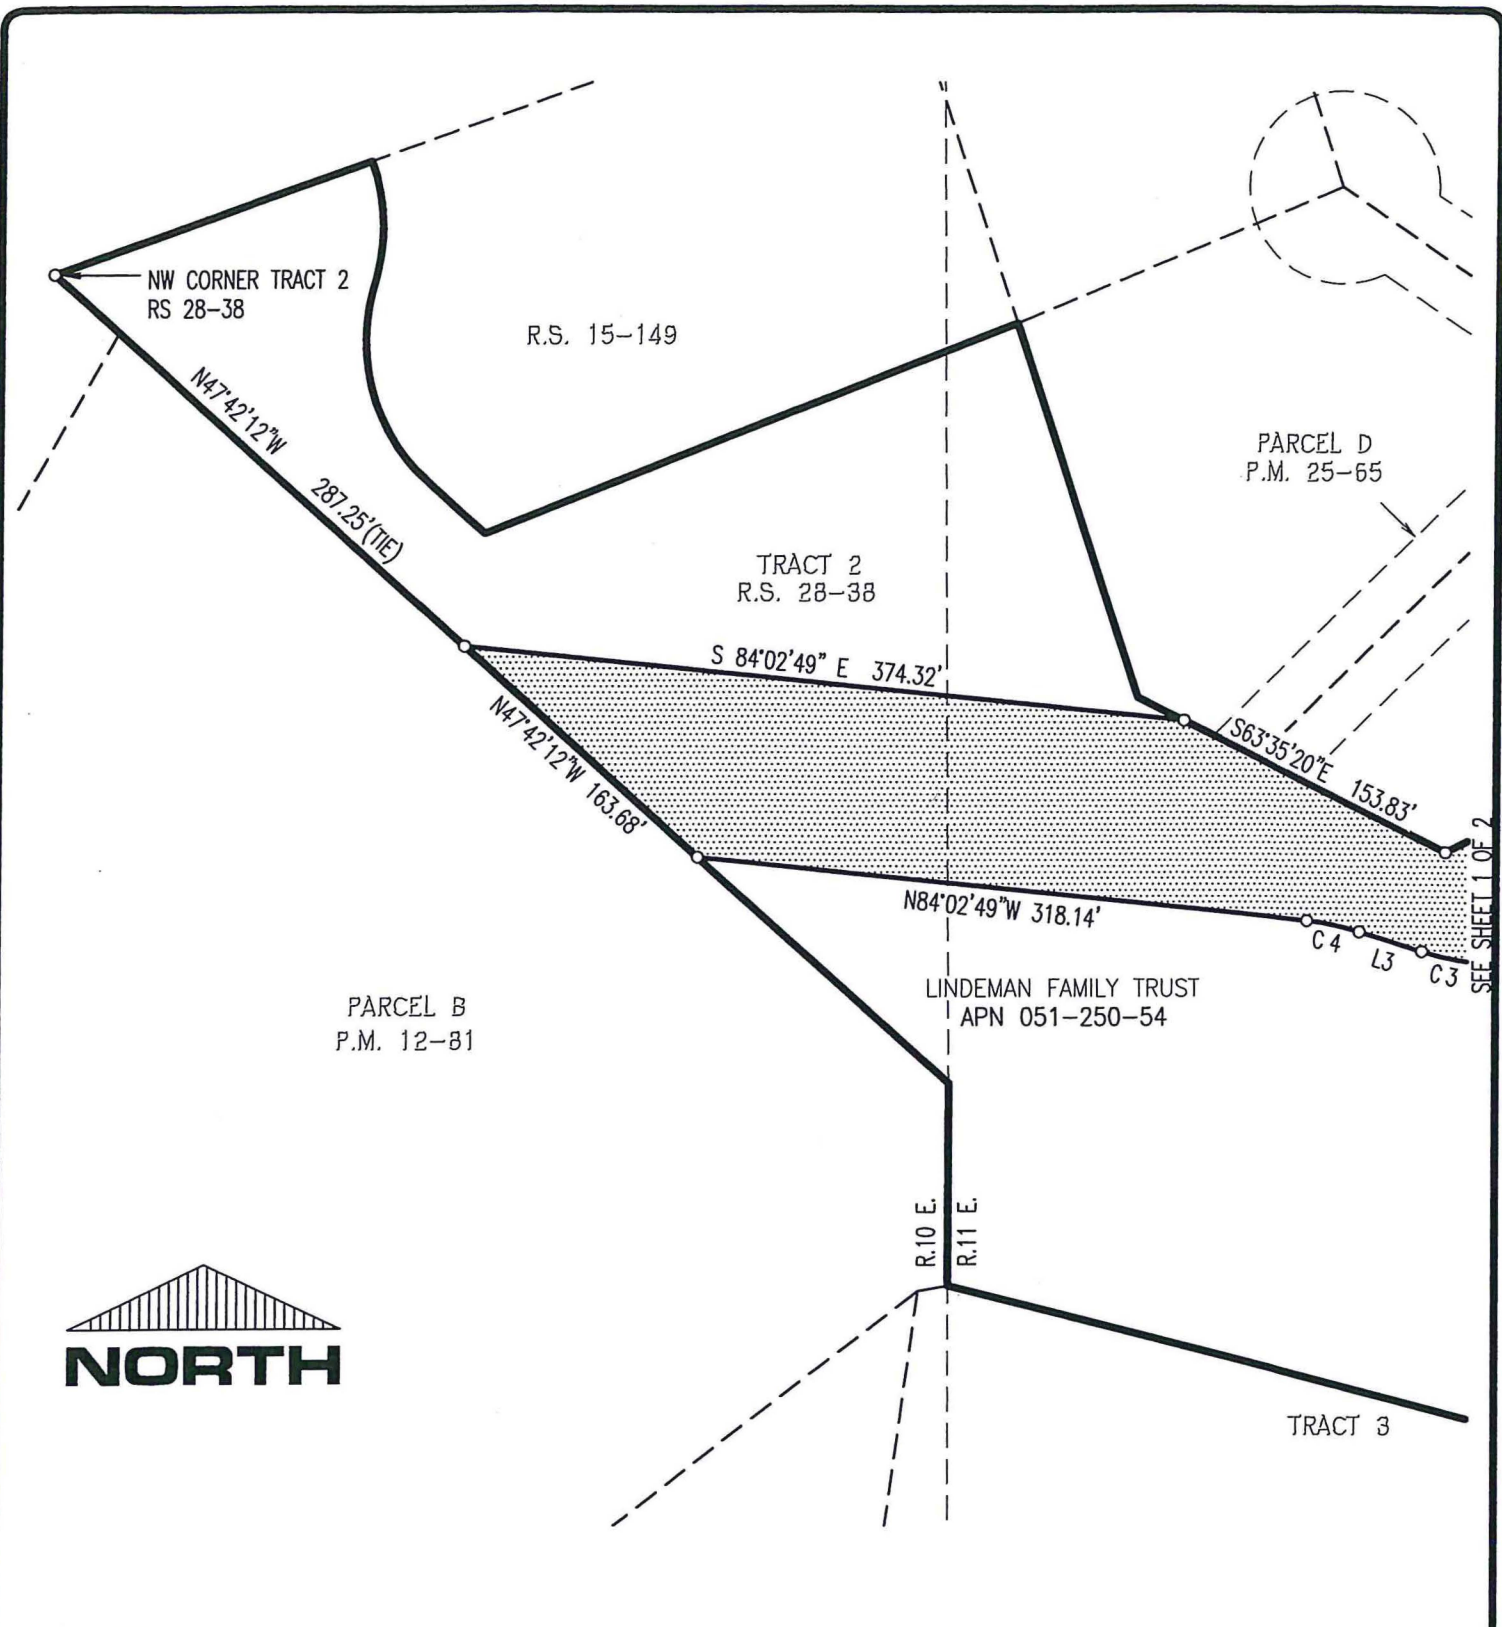 NW CORNER TRACT 2
RS 28-38
R.S. 15-149
N47°42'12"W
287.25'(TIE)
PARCEL D
P.M. 25-65
TRACT 2
R.S. 28-38
S 84°02'49" E 374.32'
N47°42'12"W 163.68'
S63°35'20"E 153.83'
SEE SHEET 1 OF 2
N84°02'49"W 318.14'
C4
L3
C3
LINDEMAN FAMILY TRUST
APN 051-250-54
PARCEL B
P.M. 12-81
R.10 E.
R.11 E.
NORTH
TRACT 3